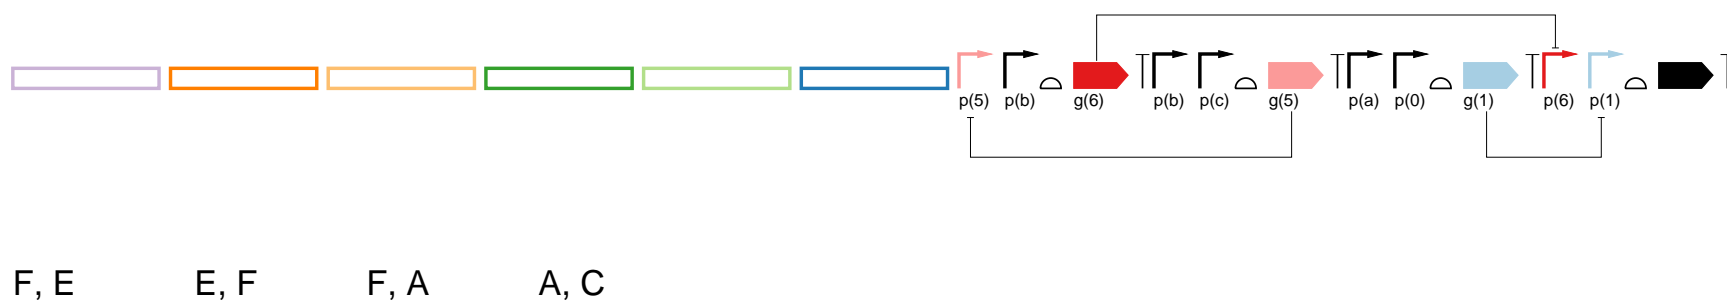 p(5) p(b) g(6) p(b) p(c) g(5) p(a) p(0) g(1) p(6) p(1)
F, E E, F F, A A, C